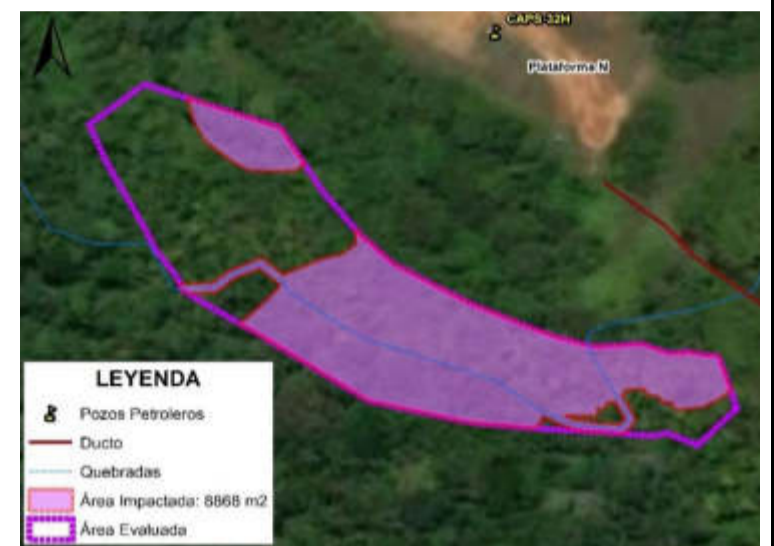 CAPS-32H
Plataforma N
LEYENDA
Pozos Petroleros
Ducto
Quebradas
Área Impactada: 8868 m2
Área Evaluada